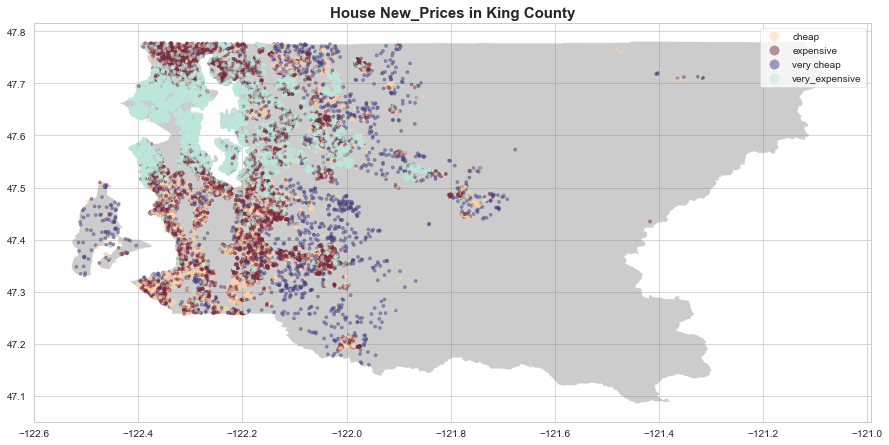 House New_Prices in King County
47.8
47.7
47.6
47.5
47.4
47.3
47.2
47.1
cheap
expensive
very cheap
very_expensive
−122.6 −122.4 −122.2 −122.0 −121.8 −121.6 −121.4 −121.2 −121.0